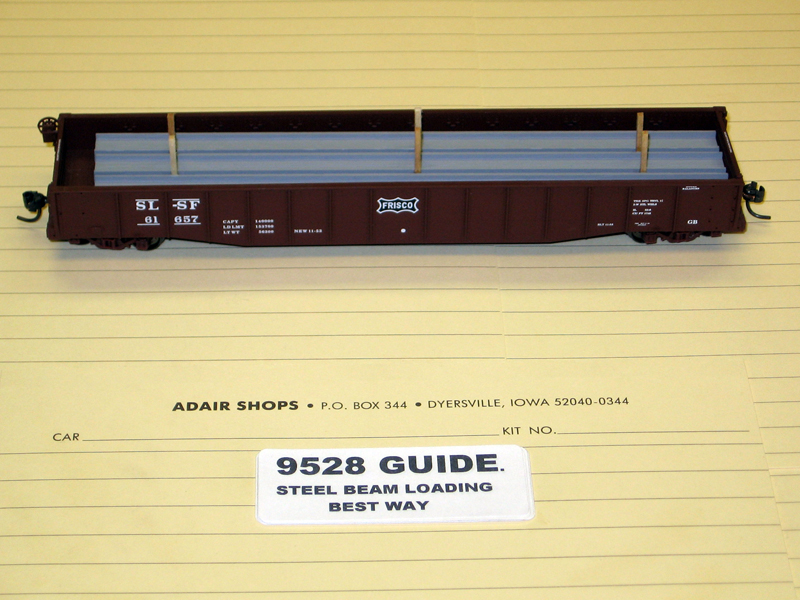 SL-SF
61657
FRISCO
CAPY
LD LMT
LT WT
NEW 11-52
GB
ADAIR SHOPS • P.O. BOX 344 • DYERSVILLE, IOWA 52040-0344
CAR KIT NO.
9528 GUIDE.
STEEL BEAM LOADING
BEST WAY